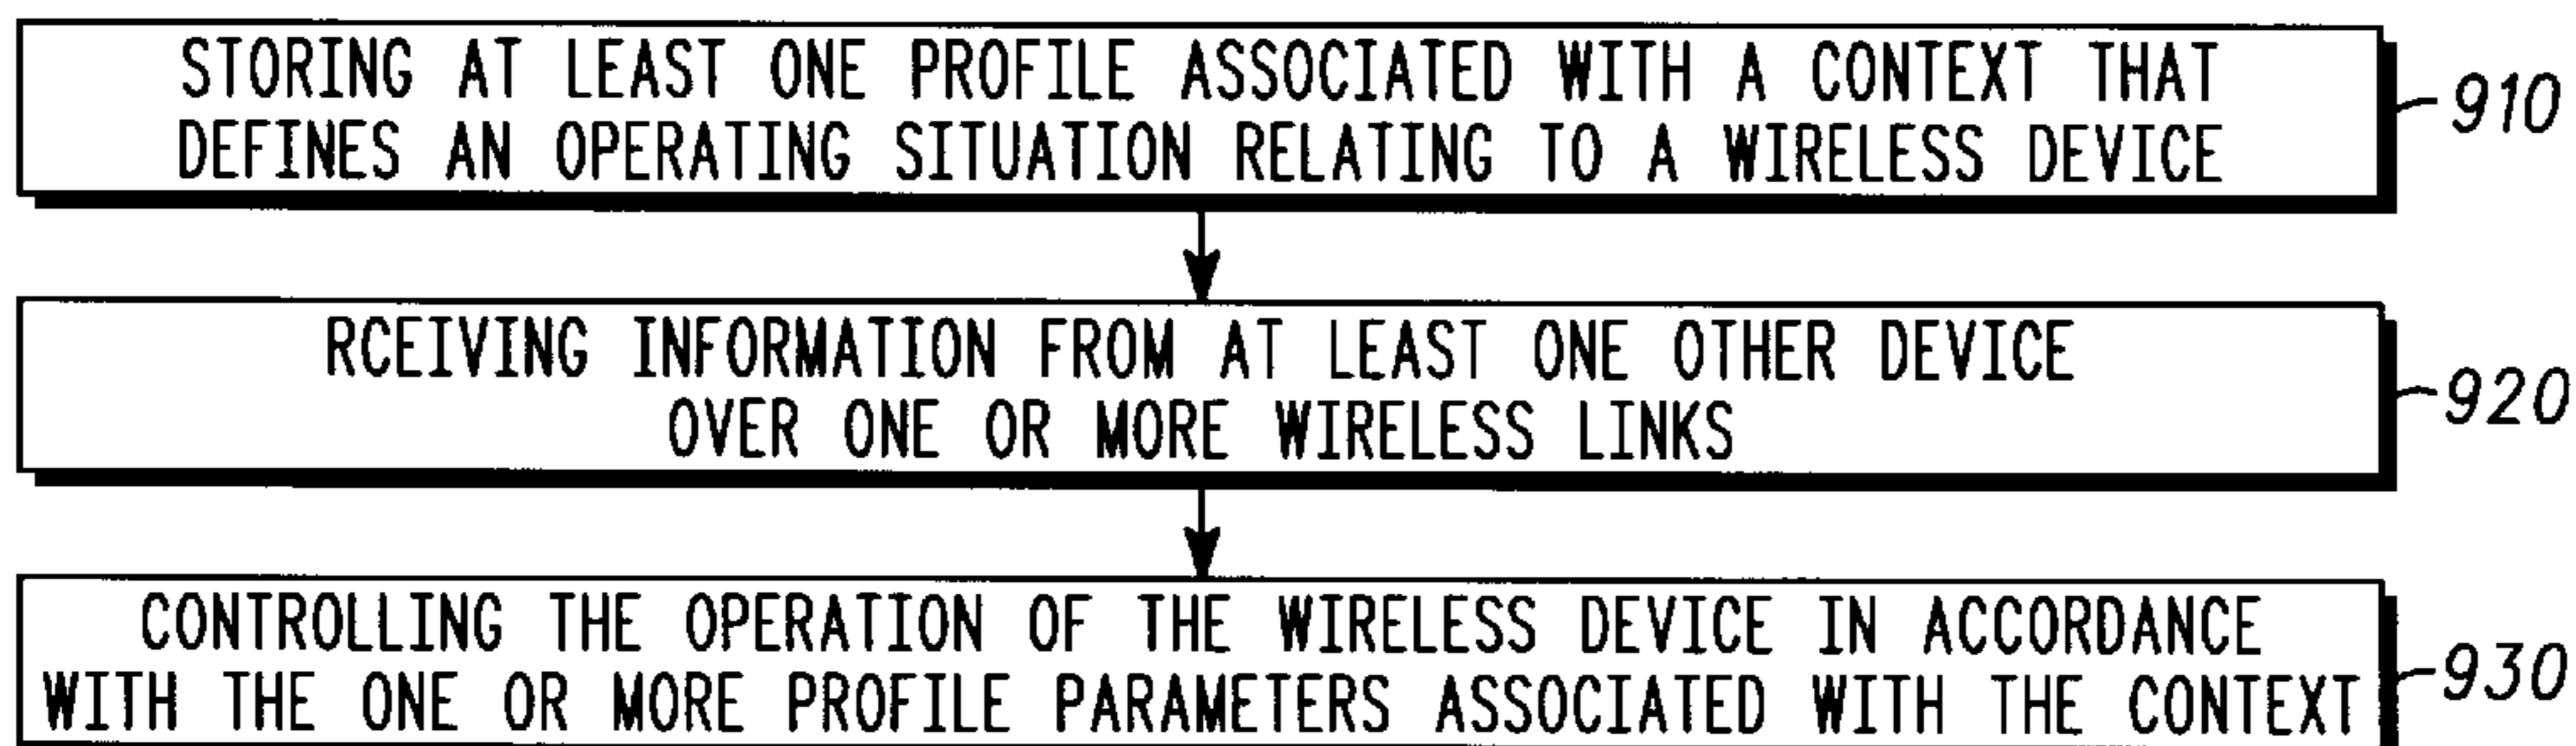 STORING AT LEAST ONE PROFILE ASSOCIATED WITH A CONTEXT THAT
DEFINES AN OPERATING SITUATION RELATING TO A WIRELESS DEVICE
910
RCEIVING INFORMATION FROM AT LEAST ONE OTHER DEVICE
OVER ONE OR MORE WIRELESS LINKS
920
CONTROLLING THE OPERATION OF THE WIRELESS DEVICE IN ACCORDANCE
WITH THE ONE OR MORE PROFILE PARAMETERS ASSOCIATED WITH THE CONTEXT
930